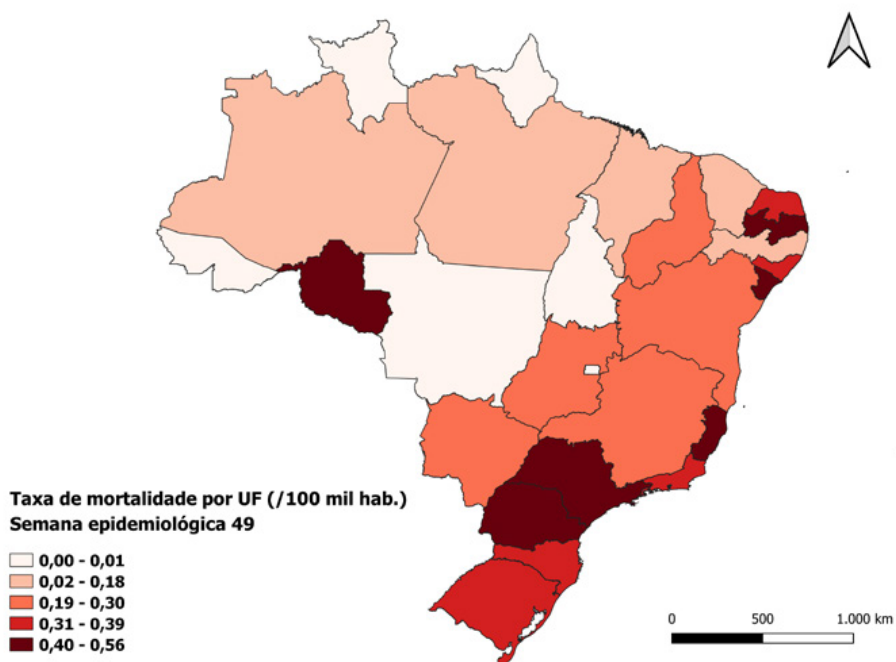 Taxa de mortalidade por UF (/100 mil hab.)
Semana epidemiológica 49
0,00 - 0,01
0,02 - 0,18
0,19 - 0,30
0,31 - 0,39
0,40 - 0,56
0 500 1.000 km